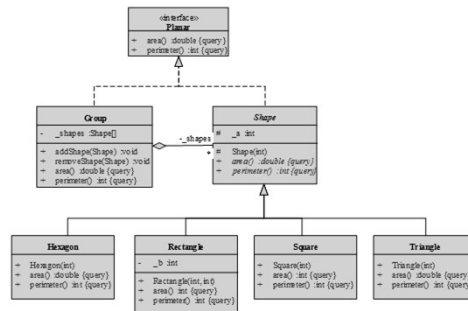 «interface»
Planar
+ area() :double {query}
+ perimeter() :int {query}
Group
- _shapes :Shape[]
+ addShape(Shape) :void
+ removeShape(Shape) :void
+ area() :double {query}
+ perimeter() :int {query}
-_shapes
*
Shape
# _a :int
# Shape(int)
+ area() :double {query}
+ perimeter() :int {query}
Hexagon
+ Hexagon(int)
+ area() :double {query}
+ perimeter() :int {query}
Rectangle
- _b :int
+ Rectangle(int, int)
+ area() :int {query}
+ perimeter() :int {query}
Square
+ Square(int)
+ area() :int {query}
+ perimeter() :int {query}
Triangle
+ Triangle(int)
+ area() :double {query}
+ perimeter() :int {query}